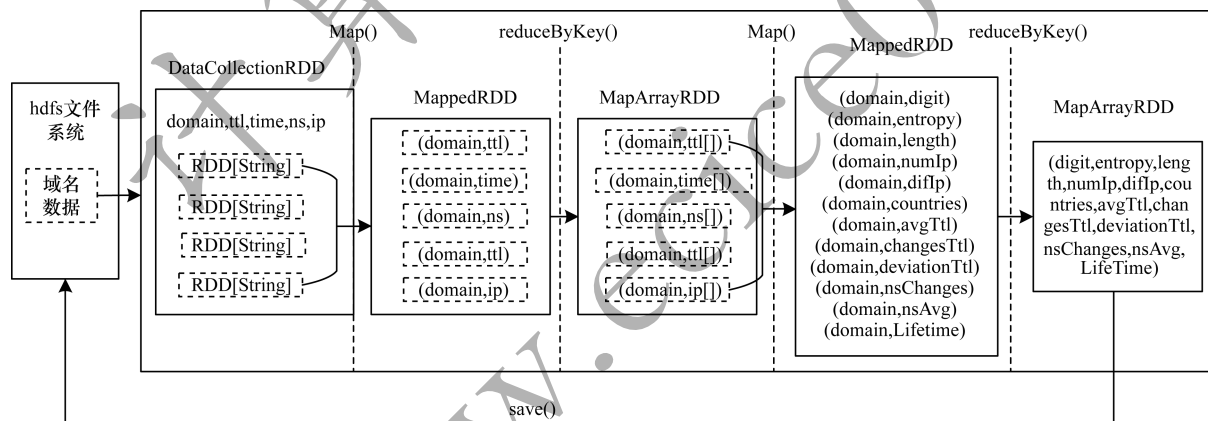 Map()
reduceByKey()
Map()
reduceByKey()
hdfs文件
系统
域名
数据
DataCollectionRDD
domain,ttl,time,ns,ip
RDD[String]
RDD[String]
RDD[String]
RDD[String]
MappedRDD
(domain,ttl)
(domain,time)
(domain,ns)
(domain,ttl)
(domain,ip)
MapArrayRDD
(domain,ttl[])
(domain,time[])
(domain,ns[])
(domain,ttl[])
(domain,ip[])
MappedRDD
(domain,digit)
(domain,entropy)
(domain,length)
(domain,numIp)
(domain,difIp)
(domain,countries)
(domain,avgTtl)
(domain,changesTtl)
(domain,deviationTtl)
(domain,nsChanges)
(domain,nsAvg)
(domain,Lifetime)
MapArrayRDD
(digit,entropy,leng
th,numIp,difIp,cou
ntries,avgTtl,chan
gesTtl,deviationTtl,
nsChanges,nsAvg,
LifeTime)
save()